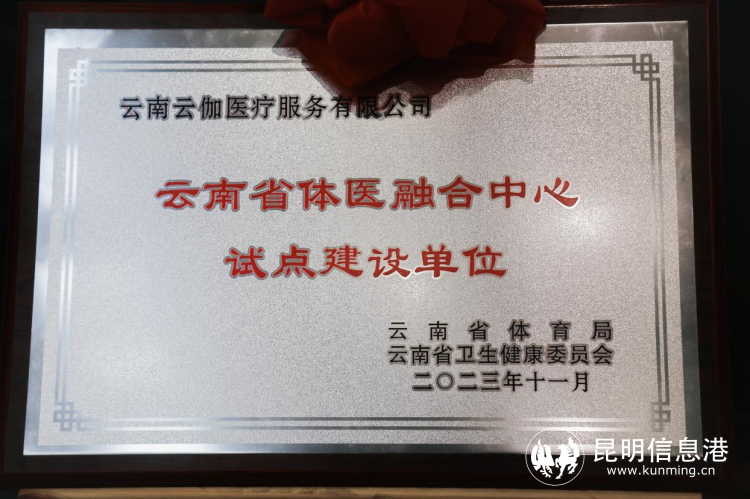 云南云伽医疗服务有限公司
云南省体医融合中心
试点建设单位
云南省体育局
云南省卫生健康委员会
二〇二三年十一月
昆明信息港
www.kunming.cn